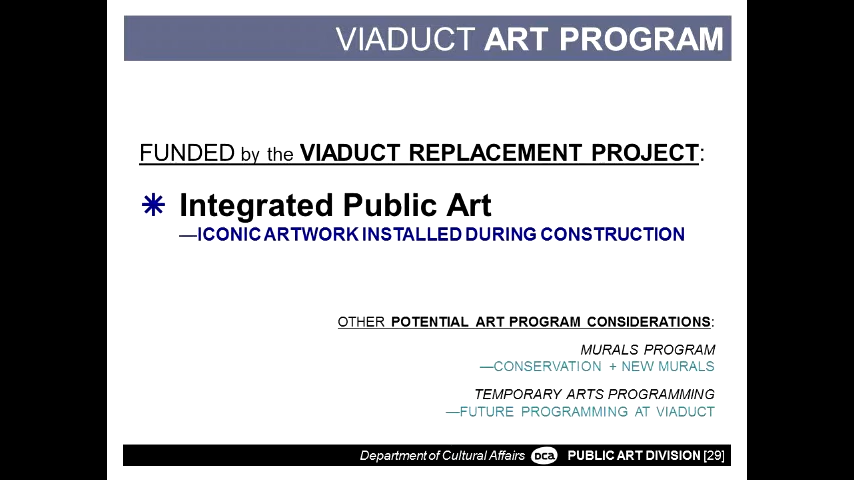 VIADUCT ART PROGRAM
FUNDED by the VIADUCT REPLACEMENT PROJECT:
Integrated Public Art
—ICONIC ARTWORK INSTALLED DURING CONSTRUCTION
OTHER POTENTIAL ART PROGRAM CONSIDERATIONS:
MURALS PROGRAM
—CONSERVATION + NEW MURALS
TEMPORARY ARTS PROGRAMMING
—FUTURE PROGRAMMING AT VIADUCT
Department of Cultural Affairs DCA PUBLIC ART DIVISION [29]